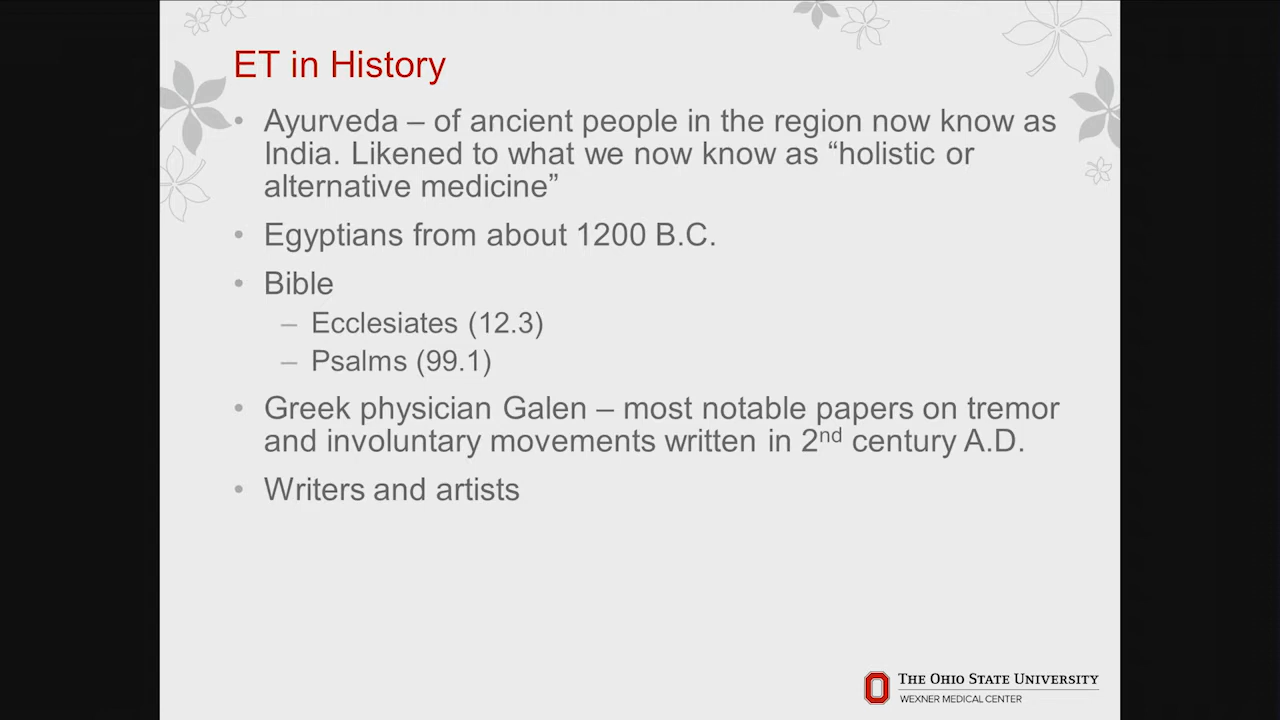 ET in History
• Ayurveda – of ancient people in the region now know as
India. Likened to what we now know as “holistic or
alternative medicine”
• Egyptians from about 1200 B.C.
• Bible
– Ecclesiates (12.3)
– Psalms (99.1)
• Greek physician Galen – most notable papers on tremor
and involuntary movements written in 2nd century A.D.
• Writers and artists
THE OHIO STATE UNIVERSITY
WEXNER MEDICAL CENTER